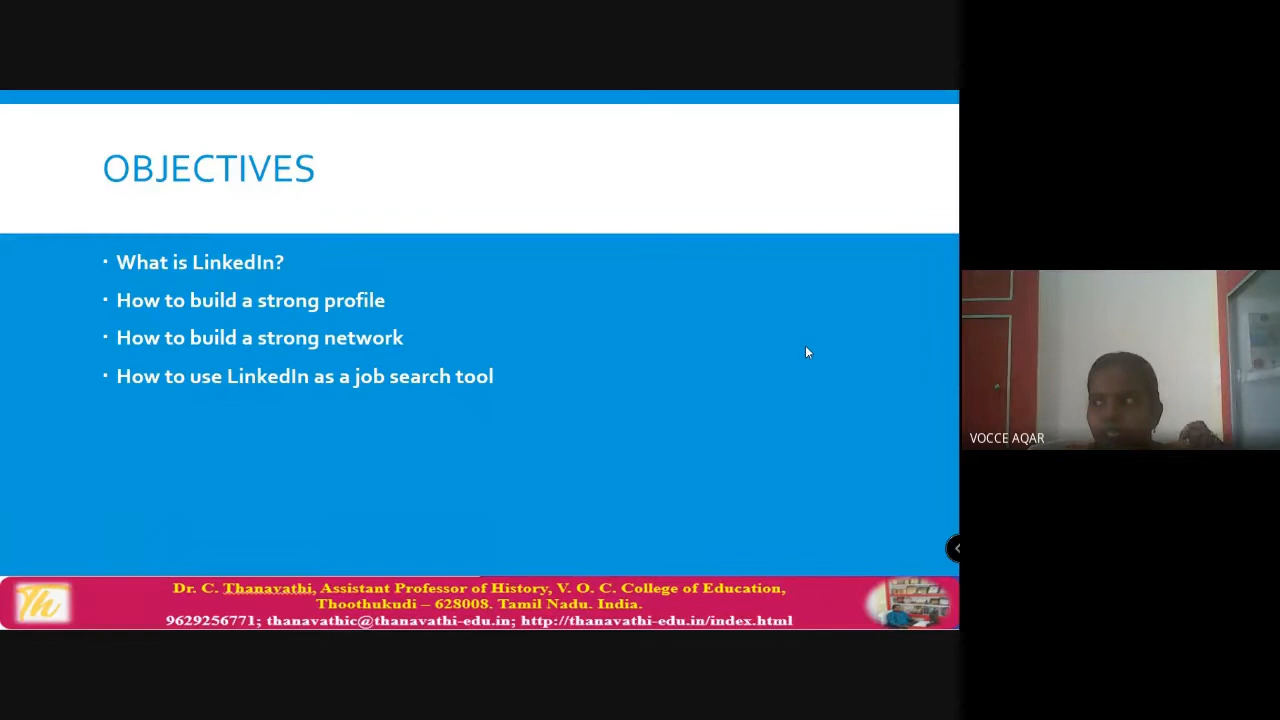 OBJECTIVES
· What is LinkedIn?
· How to build a strong profile
· How to build a strong network
· How to use LinkedIn as a job search tool
VOCCE AQAR
Th
Dr. C. Thanavathi, Assistant Professor of History, V. O. C. College of Education,
Thoothukudi – 628008. Tamil Nadu. India.
9629256771; thanavathic@thanavathi-edu.in; http://thanavathi-edu.in/index.html